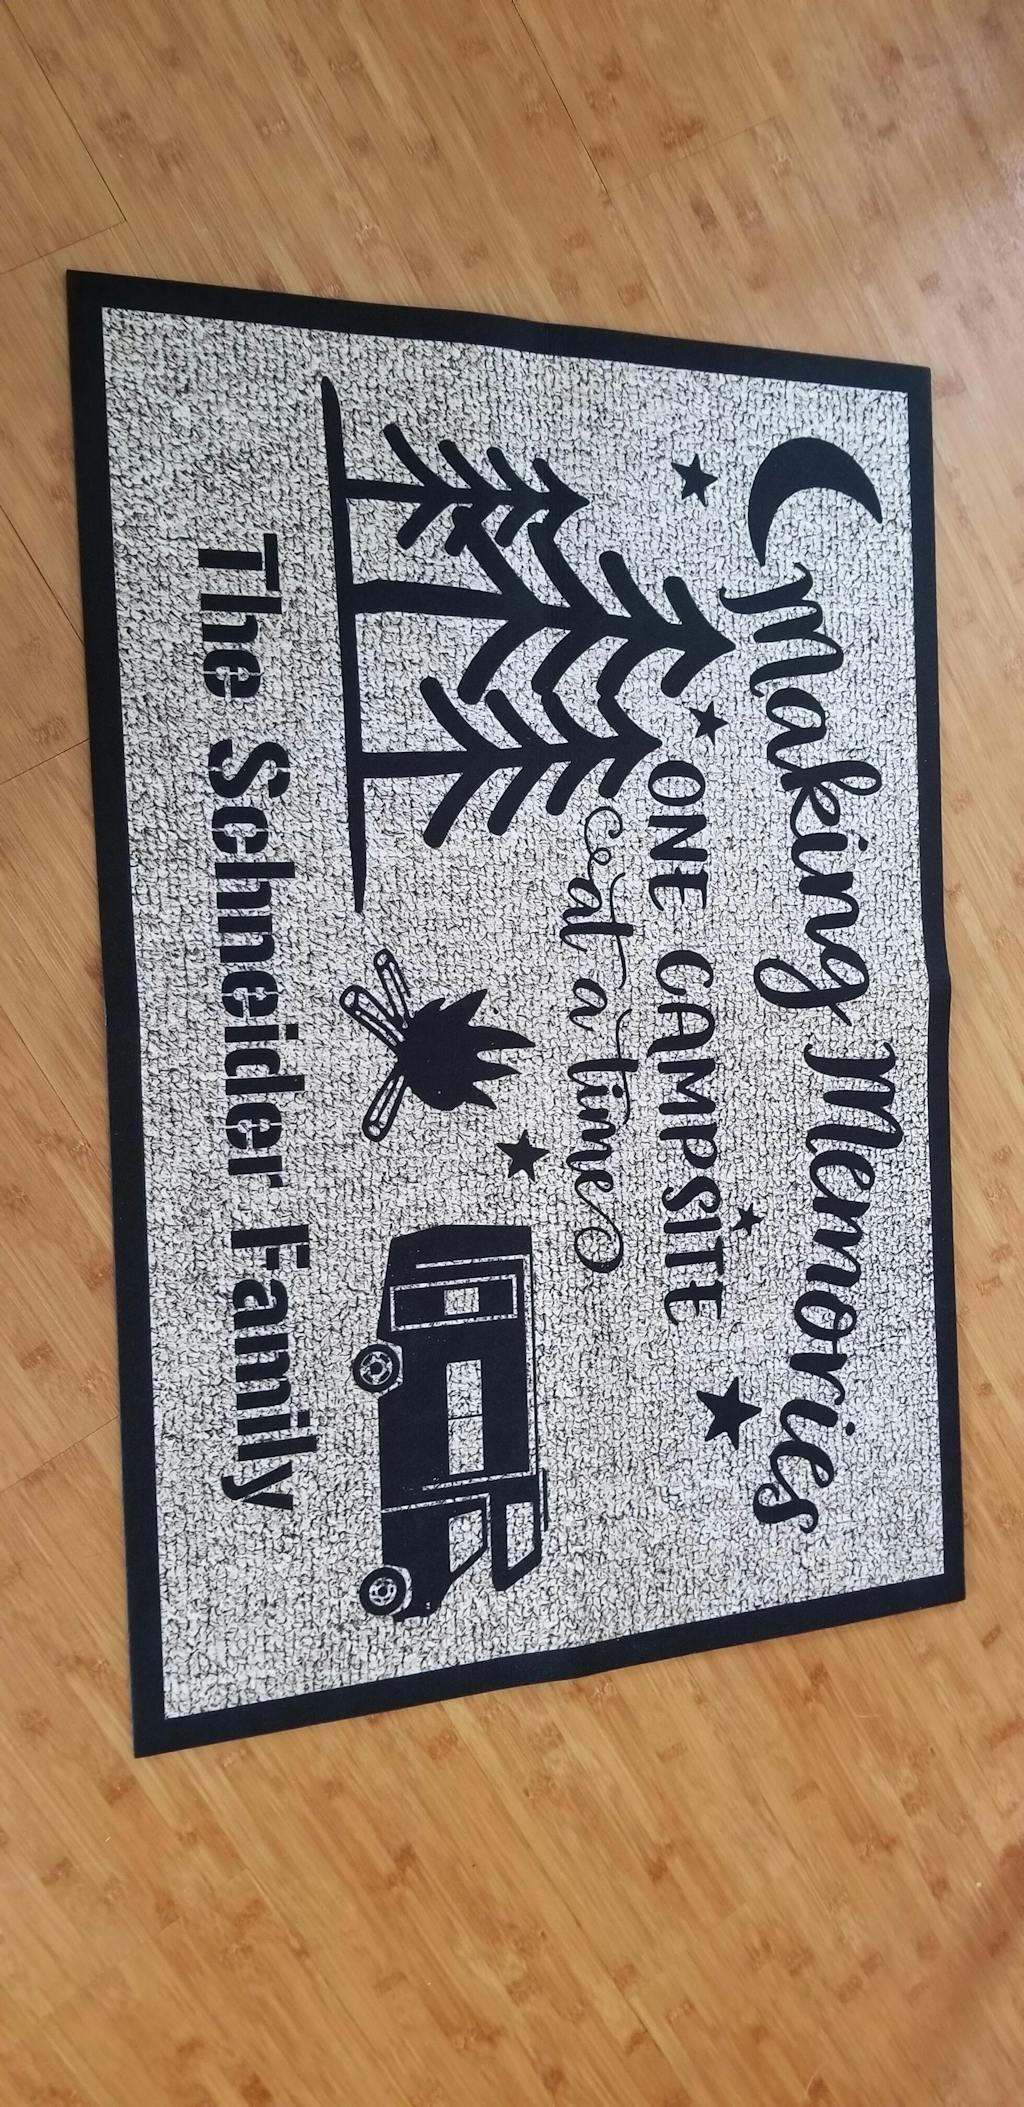 Making Memories
ONE CAMPSITE
at a time
The Schneider Family